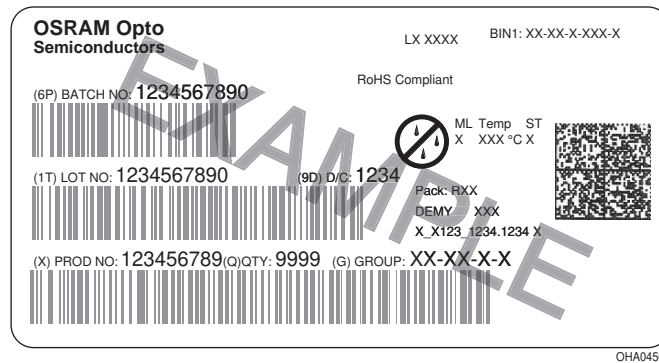 OSRAM Opto
Semiconductors
LX XXXX
BIN1: XX-XX-X-XXX-X
RoHS Compliant
(6P) BATCH NO: 1234567890
ML Temp ST
X XXX °C X
(1T) LOT NO: 1234567890 (9D) D/C: 1234
Pack: RXX
DEMY XXX
X_X123_1234.1234 X
(X) PROD NO: 123456789(Q)QTY: 9999 (G) GROUP: XX-XX-X-X
EXAMPLE